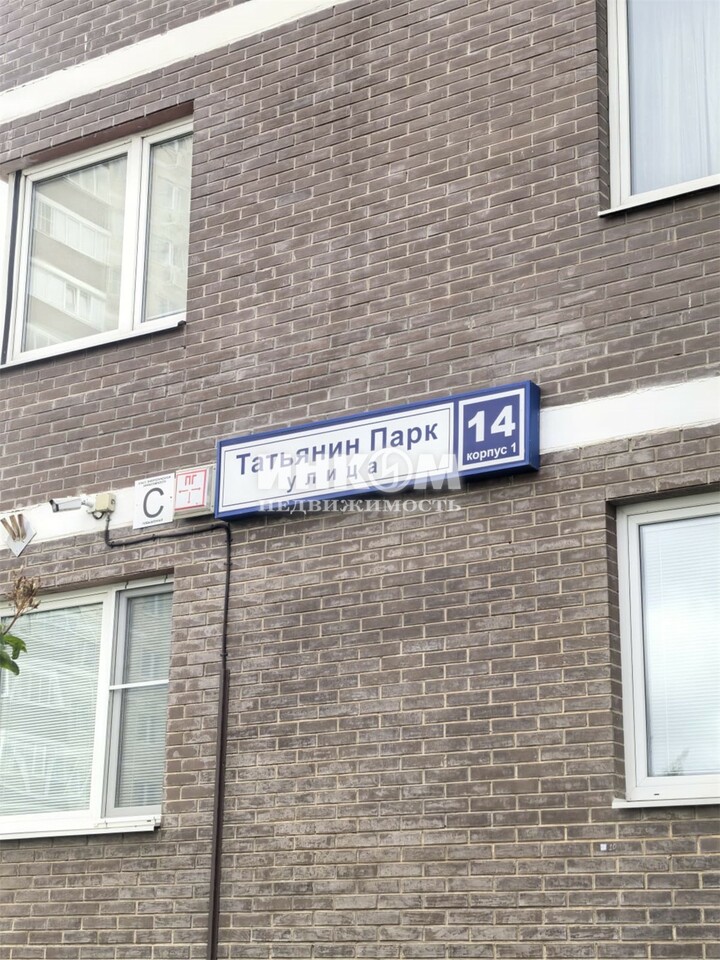 Татьянин Парк
улица
14
корпус 1
ПГ
С
ИНКОМ
НЕДВИЖИМОСТЬ